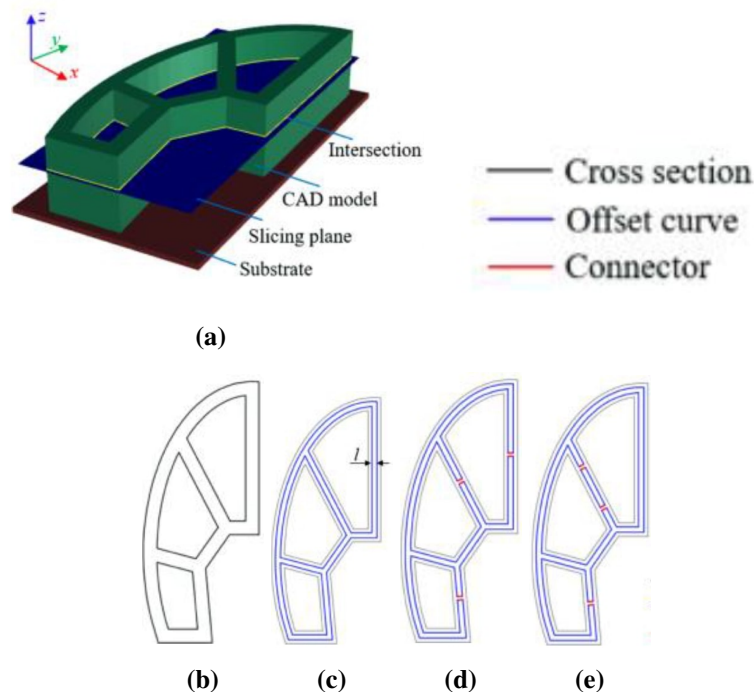 z
y
x
Intersection
CAD model
Slicing plane
Substrate
Cross section
Offset curve
Connector
(a)
l
(b) (c) (d) (e)